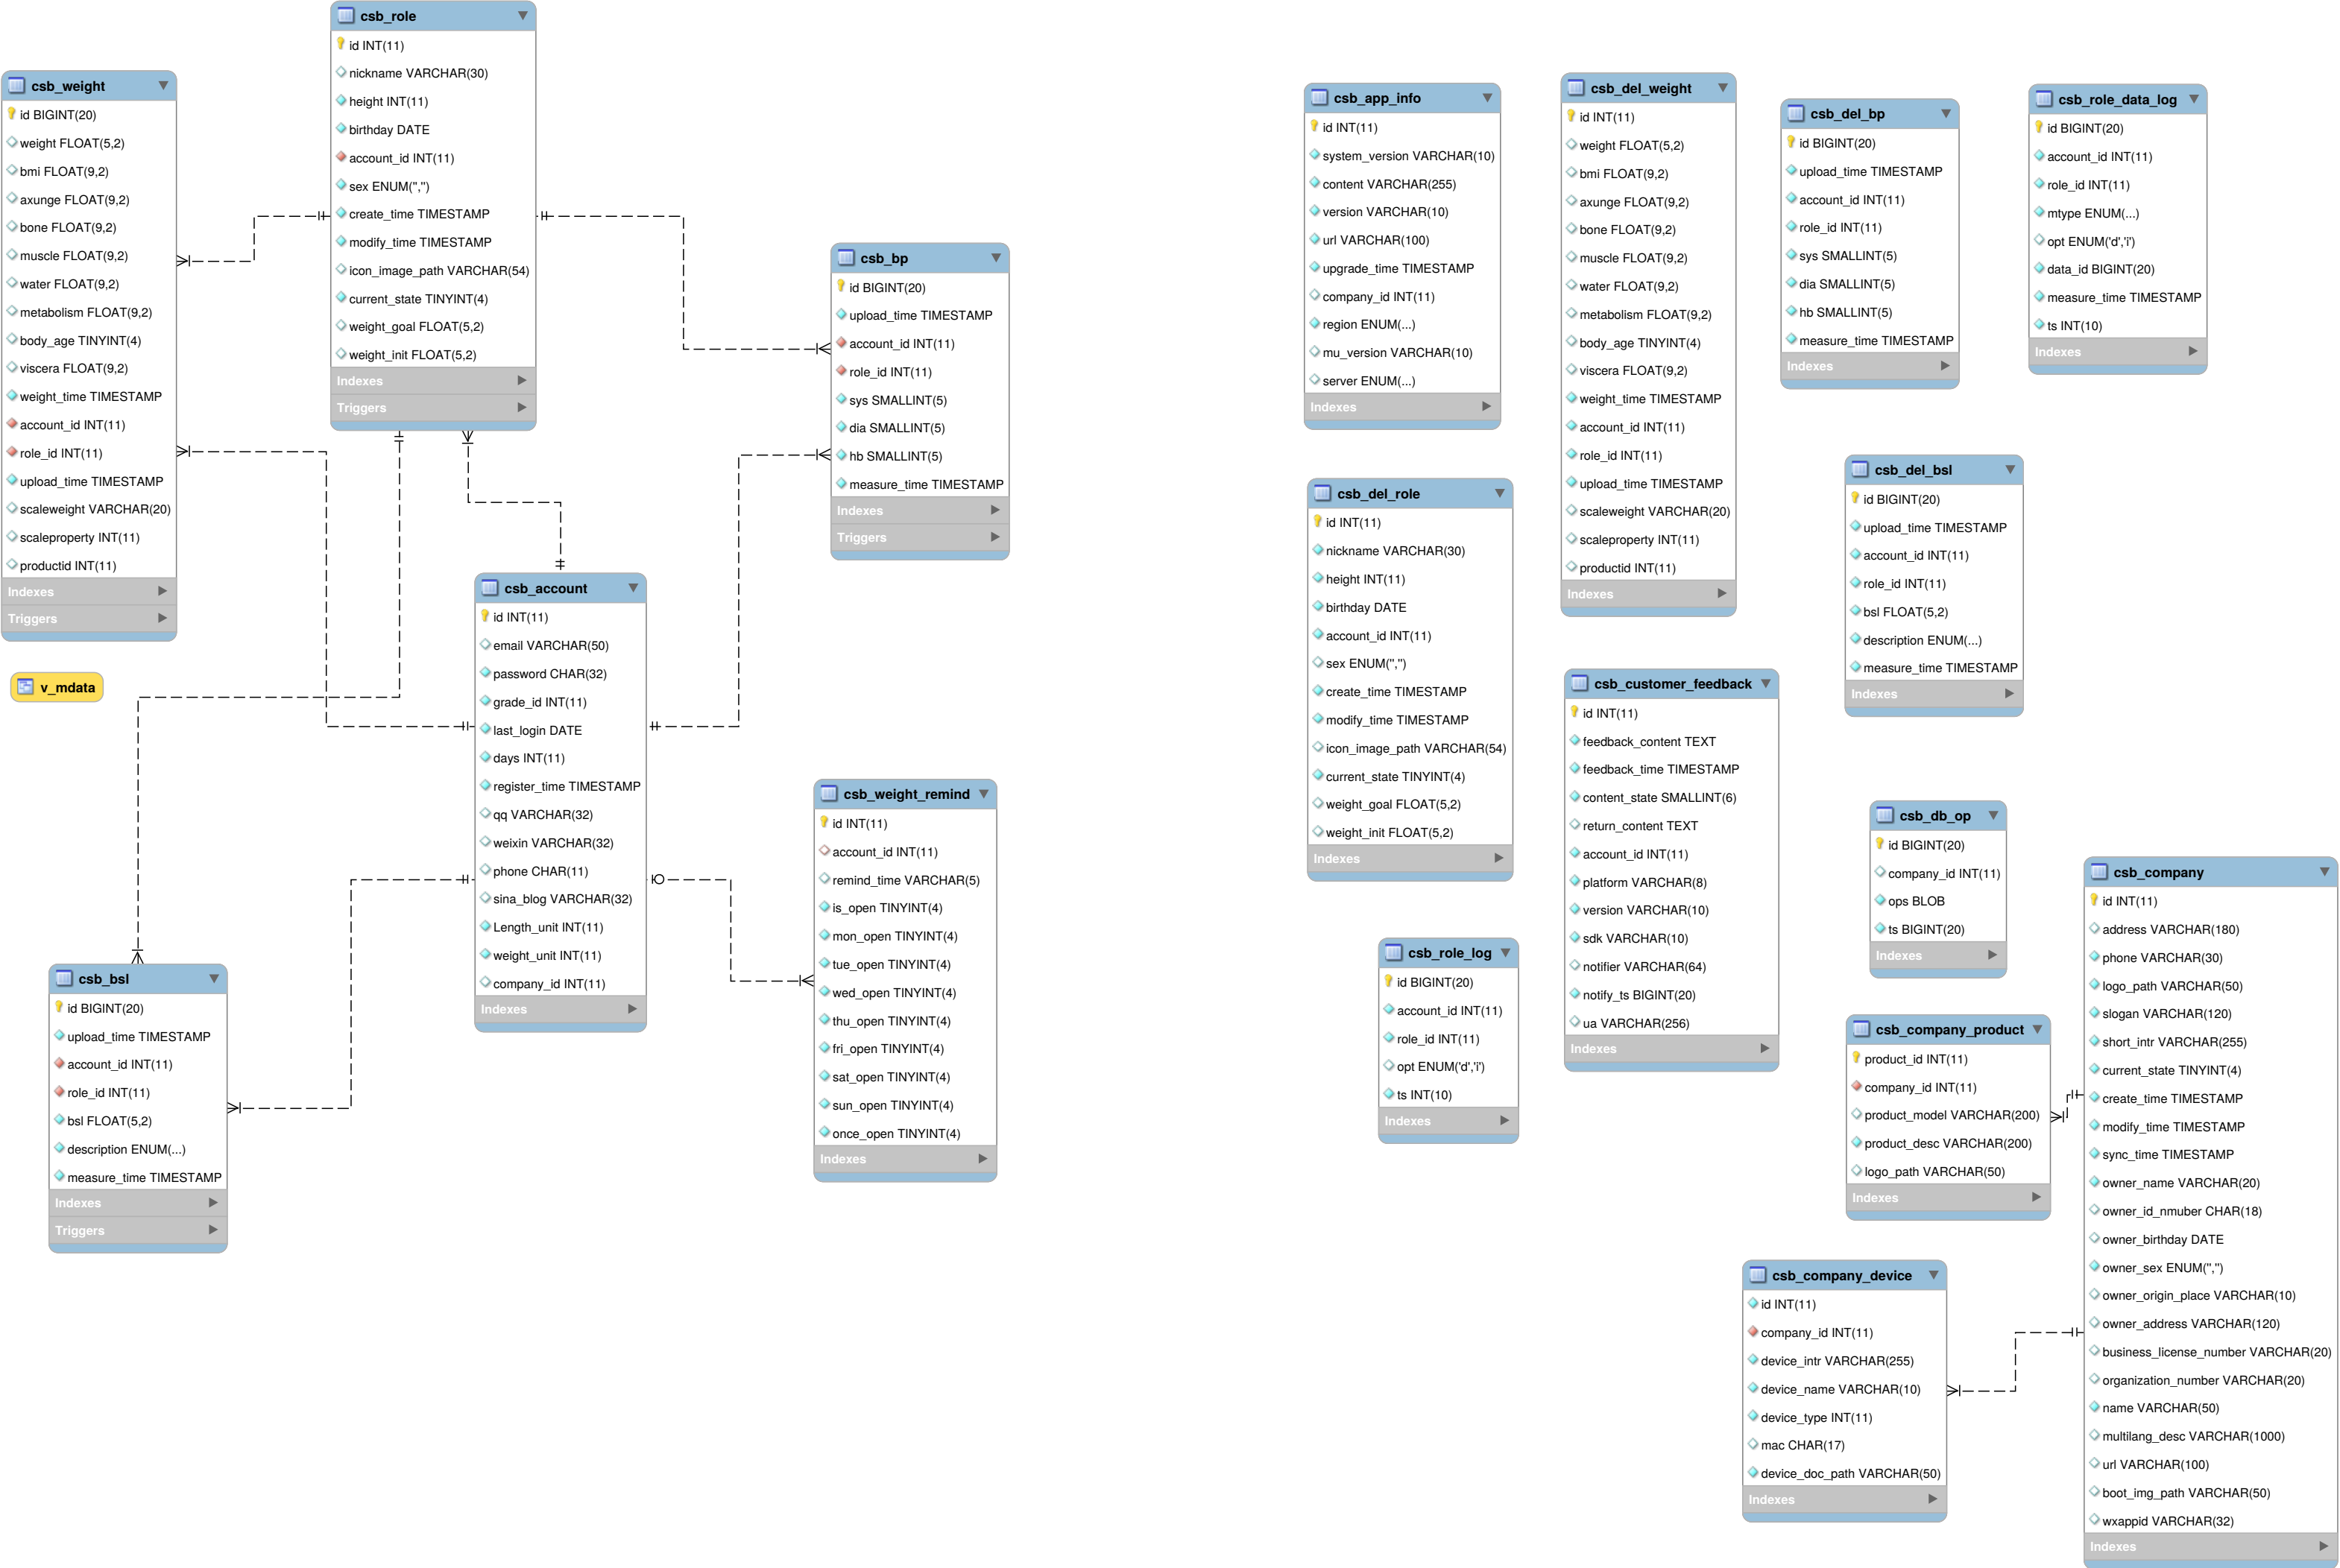 csb_role
id INT(11)
nickname VARCHAR(30)
height INT(11)
birthday DATE
account_id INT(11)
sex ENUM('','')
create_time TIMESTAMP
modify_time TIMESTAMP
icon_image_path VARCHAR(54)
current_state TINYINT(4)
weight_goal FLOAT(5,2)
weight_init FLOAT(5,2)
Indexes
Triggers
csb_weight
id BIGINT(20)
weight FLOAT(5,2)
bmi FLOAT(9,2)
axunge FLOAT(9,2)
bone FLOAT(9,2)
muscle FLOAT(9,2)
water FLOAT(9,2)
metabolism FLOAT(9,2)
body_age TINYINT(4)
viscera FLOAT(9,2)
weight_time TIMESTAMP
account_id INT(11)
role_id INT(11)
upload_time TIMESTAMP
scaleweight VARCHAR(20)
scaleproperty INT(11)
productid INT(11)
Indexes
Triggers
v_mdata
csb_bp
id BIGINT(20)
upload_time TIMESTAMP
account_id INT(11)
role_id INT(11)
sys SMALLINT(5)
dia SMALLINT(5)
hb SMALLINT(5)
measure_time TIMESTAMP
Indexes
Triggers
csb_account
id INT(11)
email VARCHAR(50)
password CHAR(32)
grade_id INT(11)
last_login DATE
days INT(11)
register_time TIMESTAMP
qq VARCHAR(32)
weixin VARCHAR(32)
phone CHAR(11)
sina_blog VARCHAR(32)
Length_unit INT(11)
weight_unit INT(11)
company_id INT(11)
Indexes
csb_weight_remind
id INT(11)
account_id INT(11)
remind_time VARCHAR(5)
is_open TINYINT(4)
mon_open TINYINT(4)
tue_open TINYINT(4)
wed_open TINYINT(4)
thu_open TINYINT(4)
fri_open TINYINT(4)
sat_open TINYINT(4)
sun_open TINYINT(4)
once_open TINYINT(4)
Indexes
csb_bsl
id BIGINT(20)
upload_time TIMESTAMP
account_id INT(11)
role_id INT(11)
bsl FLOAT(5,2)
description ENUM(...)
measure_time TIMESTAMP
Indexes
Triggers
csb_app_info
id INT(11)
system_version VARCHAR(10)
content VARCHAR(255)
version VARCHAR(10)
url VARCHAR(100)
upgrade_time TIMESTAMP
company_id INT(11)
region ENUM(...)
mu_version VARCHAR(10)
server ENUM(...)
Indexes
csb_del_weight
id INT(11)
weight FLOAT(5,2)
bmi FLOAT(9,2)
axunge FLOAT(9,2)
bone FLOAT(9,2)
muscle FLOAT(9,2)
water FLOAT(9,2)
metabolism FLOAT(9,2)
body_age TINYINT(4)
viscera FLOAT(9,2)
weight_time TIMESTAMP
account_id INT(11)
role_id INT(11)
upload_time TIMESTAMP
scaleweight VARCHAR(20)
scaleproperty INT(11)
productid INT(11)
Indexes
csb_del_bp
id BIGINT(20)
upload_time TIMESTAMP
account_id INT(11)
role_id INT(11)
sys SMALLINT(5)
dia SMALLINT(5)
hb SMALLINT(5)
measure_time TIMESTAMP
Indexes
csb_role_data_log
id BIGINT(20)
account_id INT(11)
role_id INT(11)
mtype ENUM(...)
opt ENUM('d','i')
data_id BIGINT(20)
measure_time TIMESTAMP
ts INT(10)
Indexes
csb_del_role
id INT(11)
nickname VARCHAR(30)
height INT(11)
birthday DATE
account_id INT(11)
sex ENUM('','')
create_time TIMESTAMP
modify_time TIMESTAMP
icon_image_path VARCHAR(54)
current_state TINYINT(4)
weight_goal FLOAT(5,2)
weight_init FLOAT(5,2)
Indexes
csb_del_bsl
id BIGINT(20)
upload_time TIMESTAMP
account_id INT(11)
role_id INT(11)
bsl FLOAT(5,2)
description ENUM(...)
measure_time TIMESTAMP
Indexes
csb_customer_feedback
id INT(11)
feedback_content TEXT
feedback_time TIMESTAMP
content_state SMALLINT(6)
return_content TEXT
account_id INT(11)
platform VARCHAR(8)
version VARCHAR(10)
sdk VARCHAR(10)
notifier VARCHAR(64)
notify_ts BIGINT(20)
ua VARCHAR(256)
Indexes
csb_db_op
id BIGINT(20)
company_id INT(11)
ops BLOB
ts BIGINT(20)
Indexes
csb_role_log
id BIGINT(20)
account_id INT(11)
role_id INT(11)
opt ENUM('d','i')
ts INT(10)
Indexes
csb_company_product
product_id INT(11)
company_id INT(11)
product_model VARCHAR(200)
product_desc VARCHAR(200)
logo_path VARCHAR(50)
Indexes
csb_company
id INT(11)
address VARCHAR(180)
phone VARCHAR(30)
logo_path VARCHAR(50)
slogan VARCHAR(120)
short_intr VARCHAR(255)
current_state TINYINT(4)
create_time TIMESTAMP
modify_time TIMESTAMP
sync_time TIMESTAMP
owner_name VARCHAR(20)
owner_id_nmuber CHAR(18)
owner_birthday DATE
owner_sex ENUM('','')
owner_origin_place VARCHAR(10)
owner_address VARCHAR(120)
business_license_number VARCHAR(20)
organization_number VARCHAR(20)
name VARCHAR(50)
multilang_desc VARCHAR(1000)
url VARCHAR(100)
boot_img_path VARCHAR(50)
wxappid VARCHAR(32)
Indexes
csb_company_device
id INT(11)
company_id INT(11)
device_intr VARCHAR(255)
device_name VARCHAR(10)
device_type INT(11)
mac CHAR(17)
device_doc_path VARCHAR(50)
Indexes